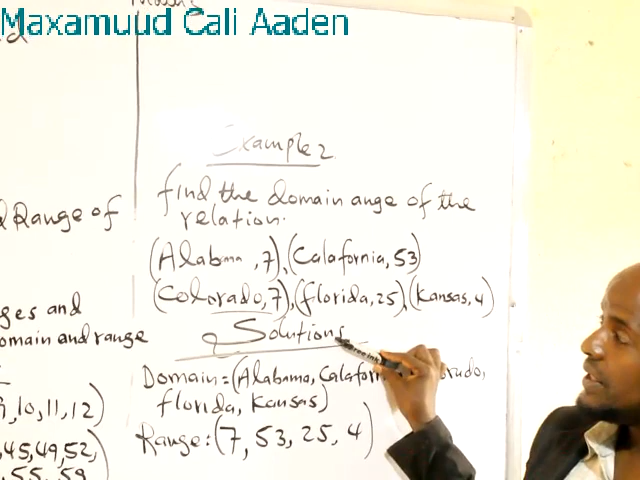 Maxamuud Cali Aaden
Example 2
find the domain ange of the
relation.
(Alabama, 7), (Calafornia, 53)
(Colorado, 7), (florida, 25), (Kansas, 4)
Solutions
Domain = (Alabama, Calaforn
florida, Kansas)
Range: (7, 53, 25, 4)
Range of
ges and
omain and range
, 10, 11, 12)
45, 49, 52,
55, 59